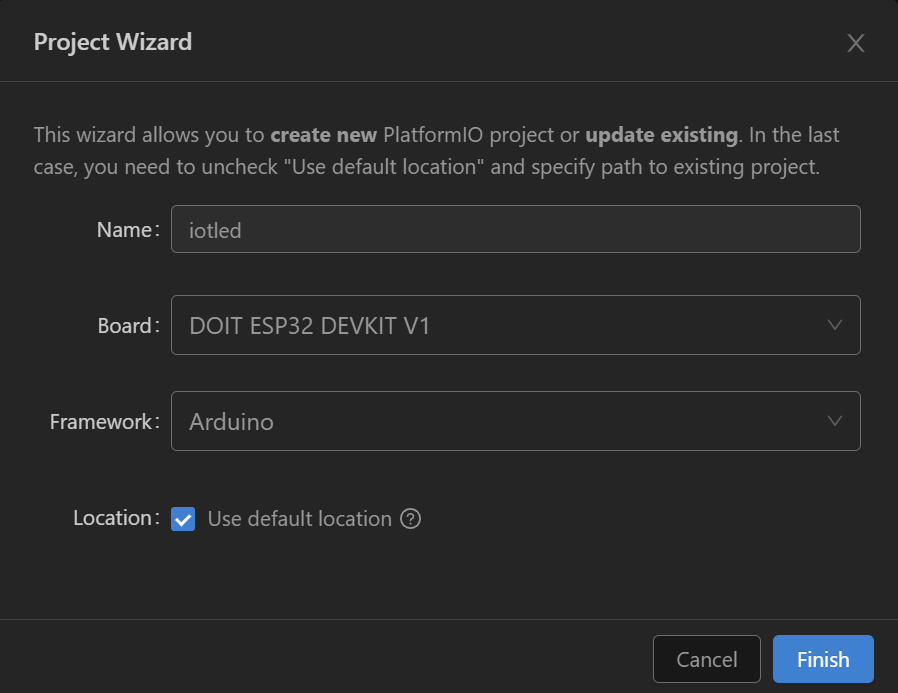 Project Wizard
This wizard allows you to create new PlatformIO project or update existing. In the last
case, you need to uncheck "Use default location" and specify path to existing project.
Name: iotled
Board: DOIT ESP32 DEVKIT V1
Framework: Arduino
Location: Use default location ?
Cancel Finish